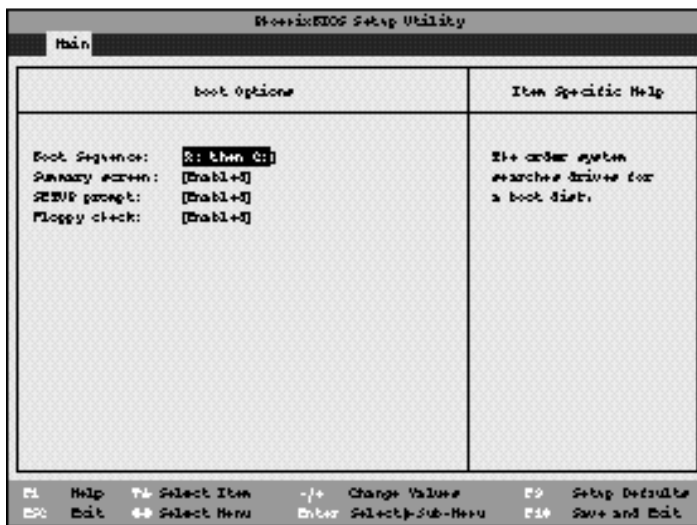 PhoenixBIOS Setup Utility
Main
Boot Options
Item Specific Help
Boot Sequence: [A: then C:]
Summary screen: [Enabled]
SETUP prompt: [Enabled]
Floppy check: [Enabled]
The order system
searches drives for
a boot disk.
F1 Help ↑↓ Select Item -/+ Change Values F9 Setup Defaults
ESC Exit ←→ Select Menu Enter Select▶Sub-Menu F10 Save and Exit